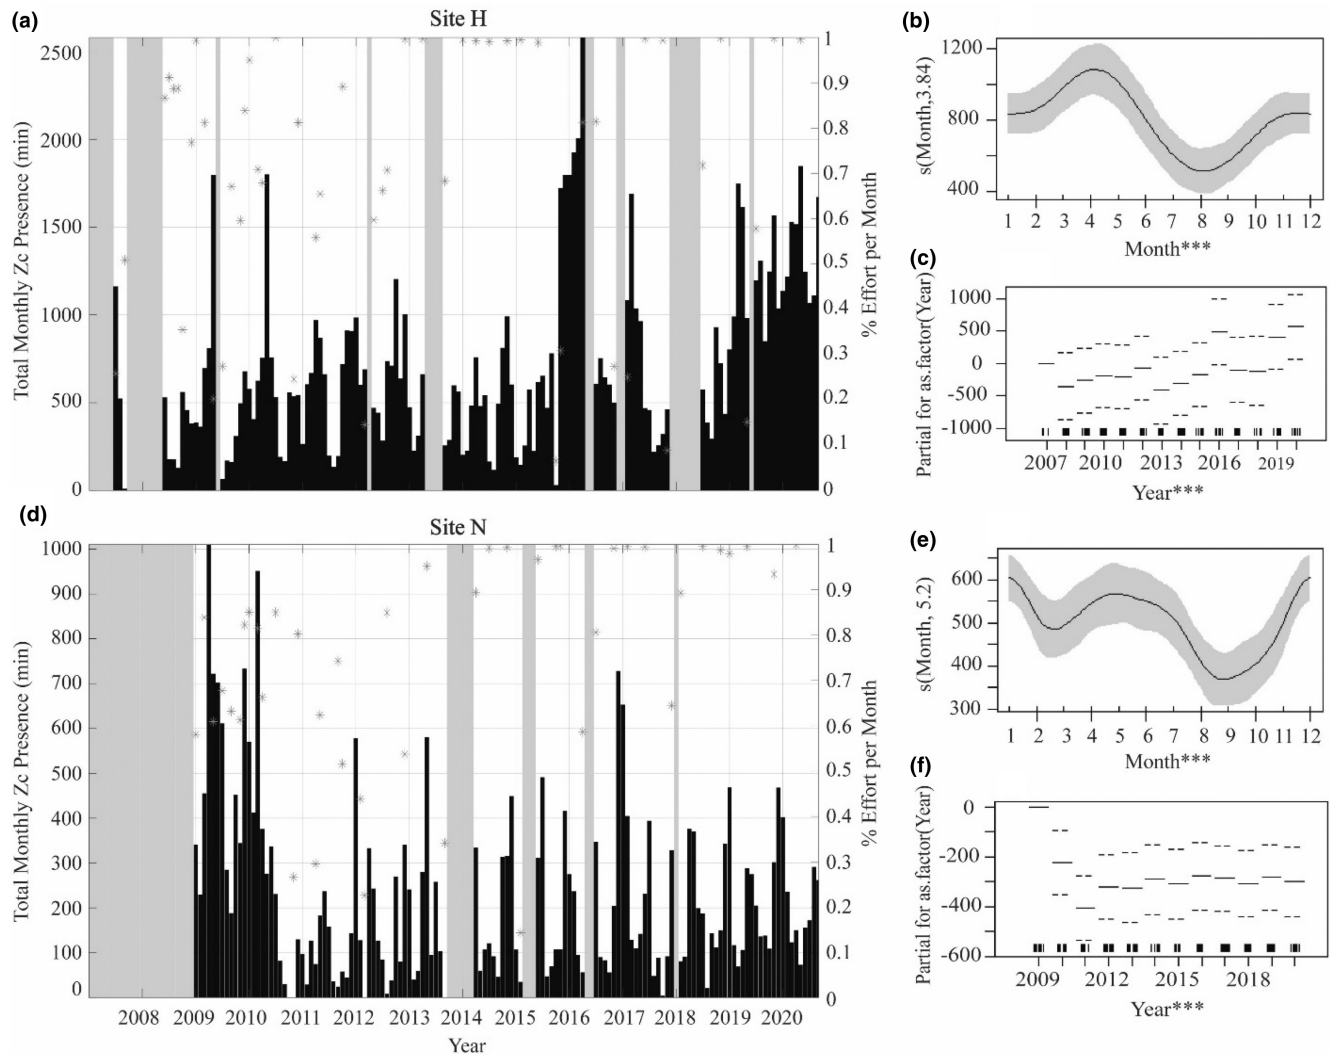 (a)
Site H
Total Monthly Zc Presence (min)
2500
2000
1500
1000
500
0
1
0.9
0.8
0.7
0.6
0.5
0.4
0.3
0.2
0.1
0
% Effort per Month
(b)
s(Month,3.84)
1200
800
400
1 2 3 4 5 6 7 8 9 10 11 12
Month***
(c)
Partial for as.factor(Year)
1000
500
0
-500
-1000
2007 2010 2013 2016 2019
Year***
(d)
Site N
Total Monthly Zc Presence (min)
1000
900
800
700
600
500
400
300
200
100
0
1
0.9
0.8
0.7
0.6
0.5
0.4
0.3
0.2
0.1
0
% Effort per Month
2008 2009 2010 2011 2012 2013 2014 2015 2016 2017 2018 2019 2020
Year
(e)
s(Month, 5.2)
600
500
400
300
1 2 3 4 5 6 7 8 9 10 11 12
Month***
(f)
Partial for as.factor(Year)
0
-200
-400
-600
2009 2012 2015 2018
Year***